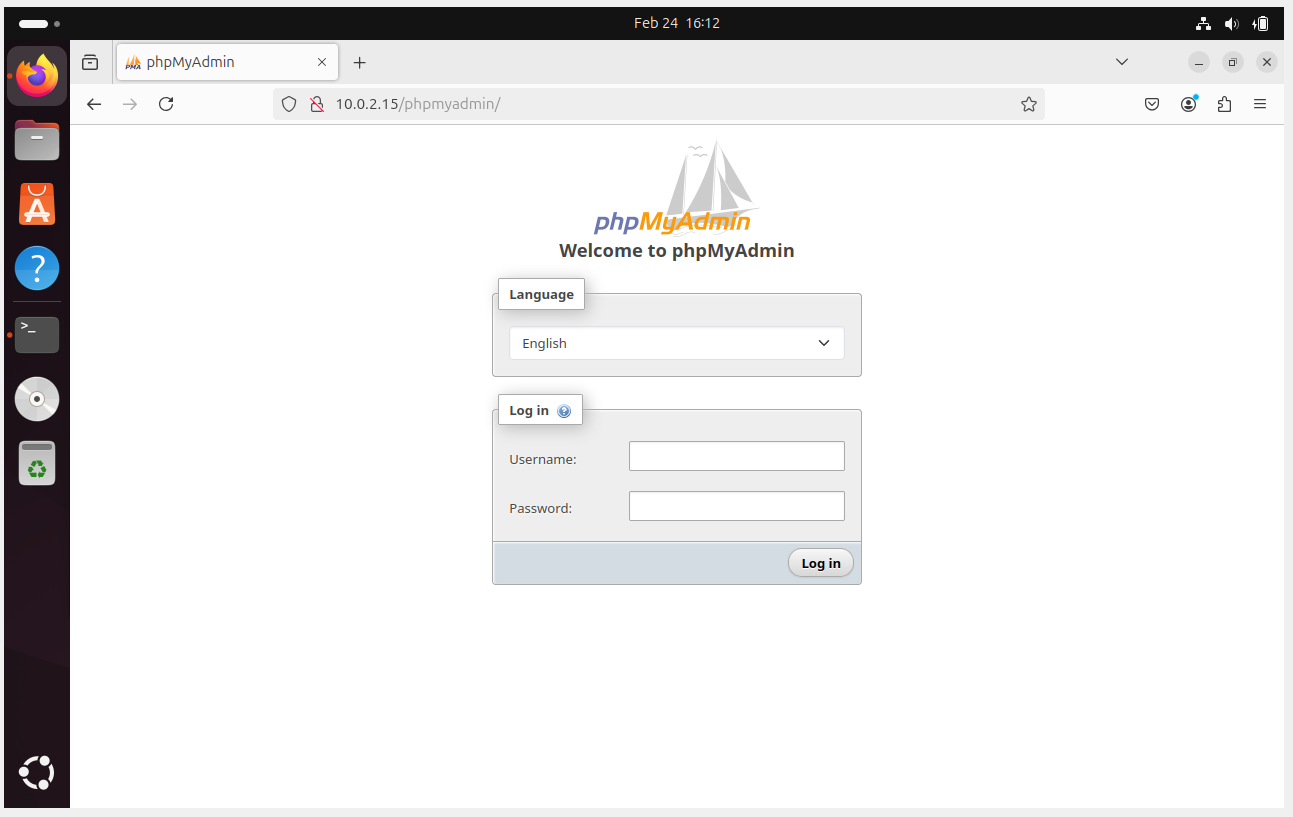 Feb 24 16:12
PMA phpMyAdmin
10.0.2.15/phpmyadmin/
>_
phpMyAdmin
Welcome to phpMyAdmin
Language
English
Log in
Username:
Password:
Log in